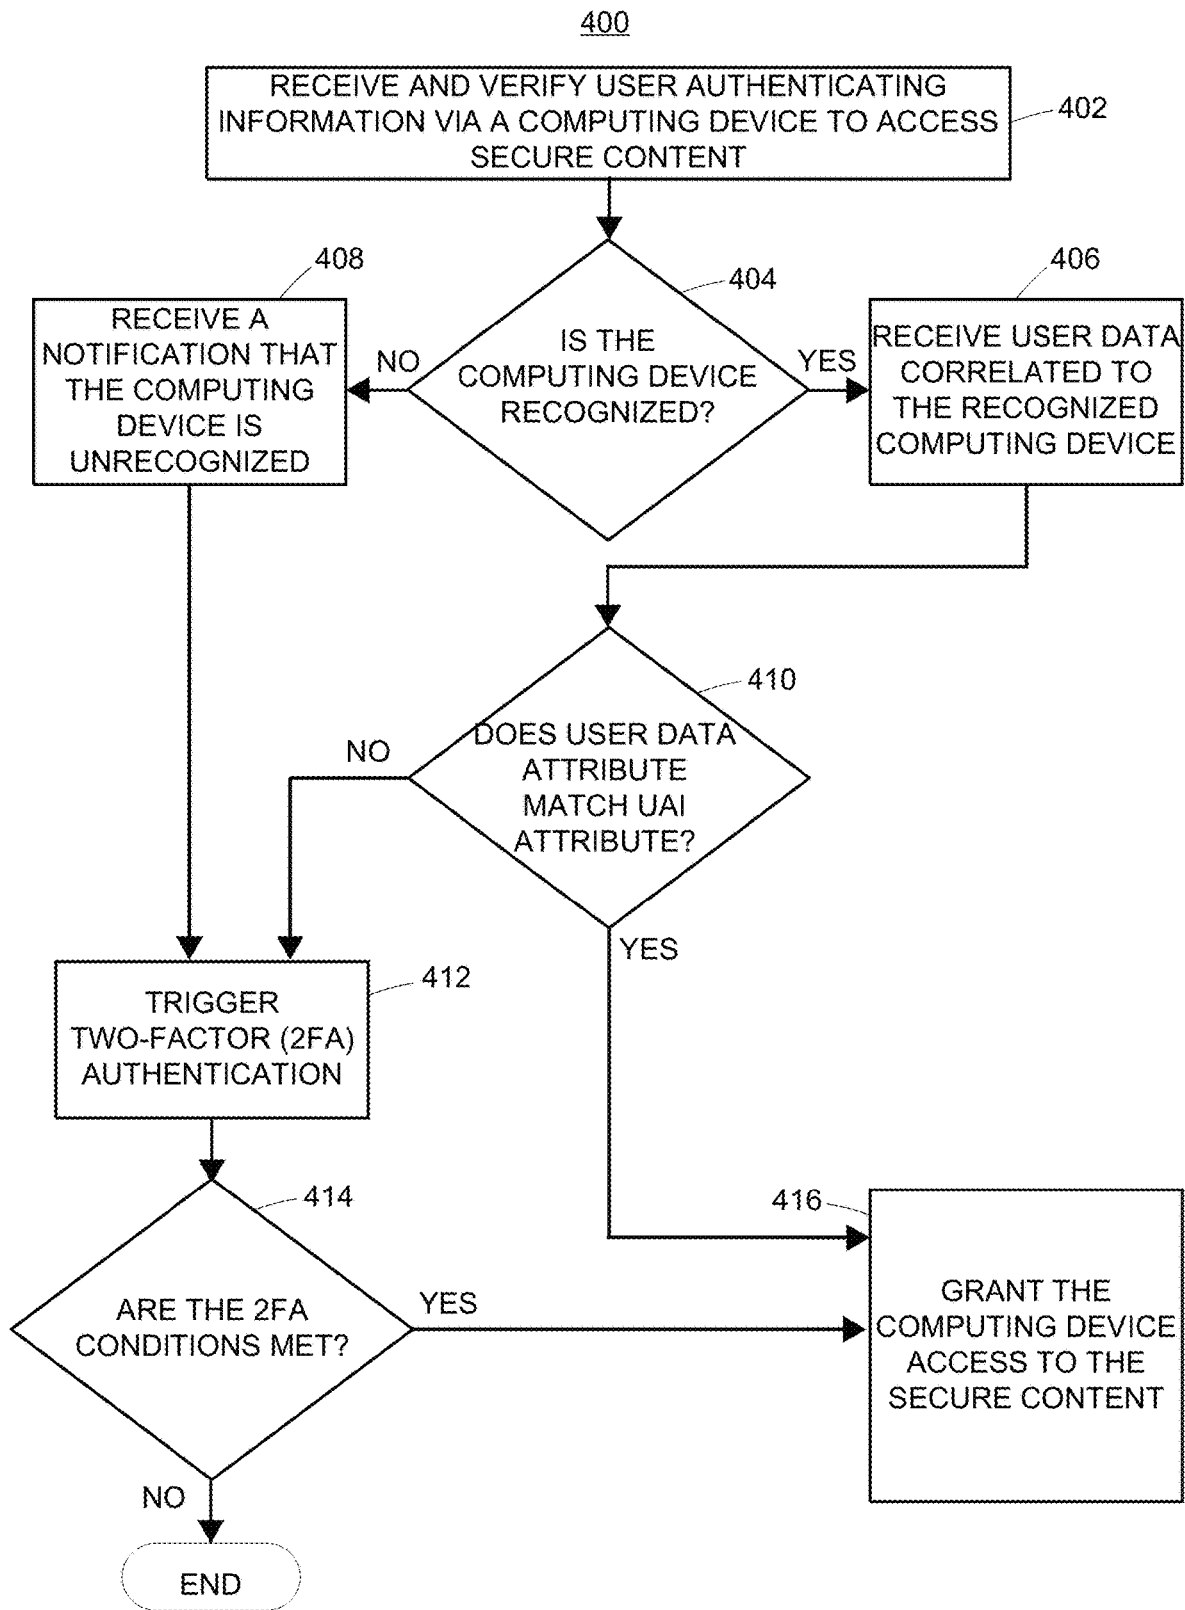 400
RECEIVE AND VERIFY USER AUTHENTICATING
INFORMATION VIA A COMPUTING DEVICE TO ACCESS
SECURE CONTENT
402
408
RECEIVE A
NOTIFICATION THAT
THE COMPUTING
DEVICE IS
UNRECOGNIZED
NO
404
IS THE
COMPUTING DEVICE
RECOGNIZED?
YES
406
RECEIVE USER DATA
CORRELATED TO
THE RECOGNIZED
COMPUTING DEVICE
410
DOES USER DATA
ATTRIBUTE
MATCH UAI
ATTRIBUTE?
NO
YES
412
TRIGGER
TWO-FACTOR (2FA)
AUTHENTICATION
414
ARE THE 2FA
CONDITIONS MET?
YES
NO
416
GRANT THE
COMPUTING DEVICE
ACCESS TO THE
SECURE CONTENT
END